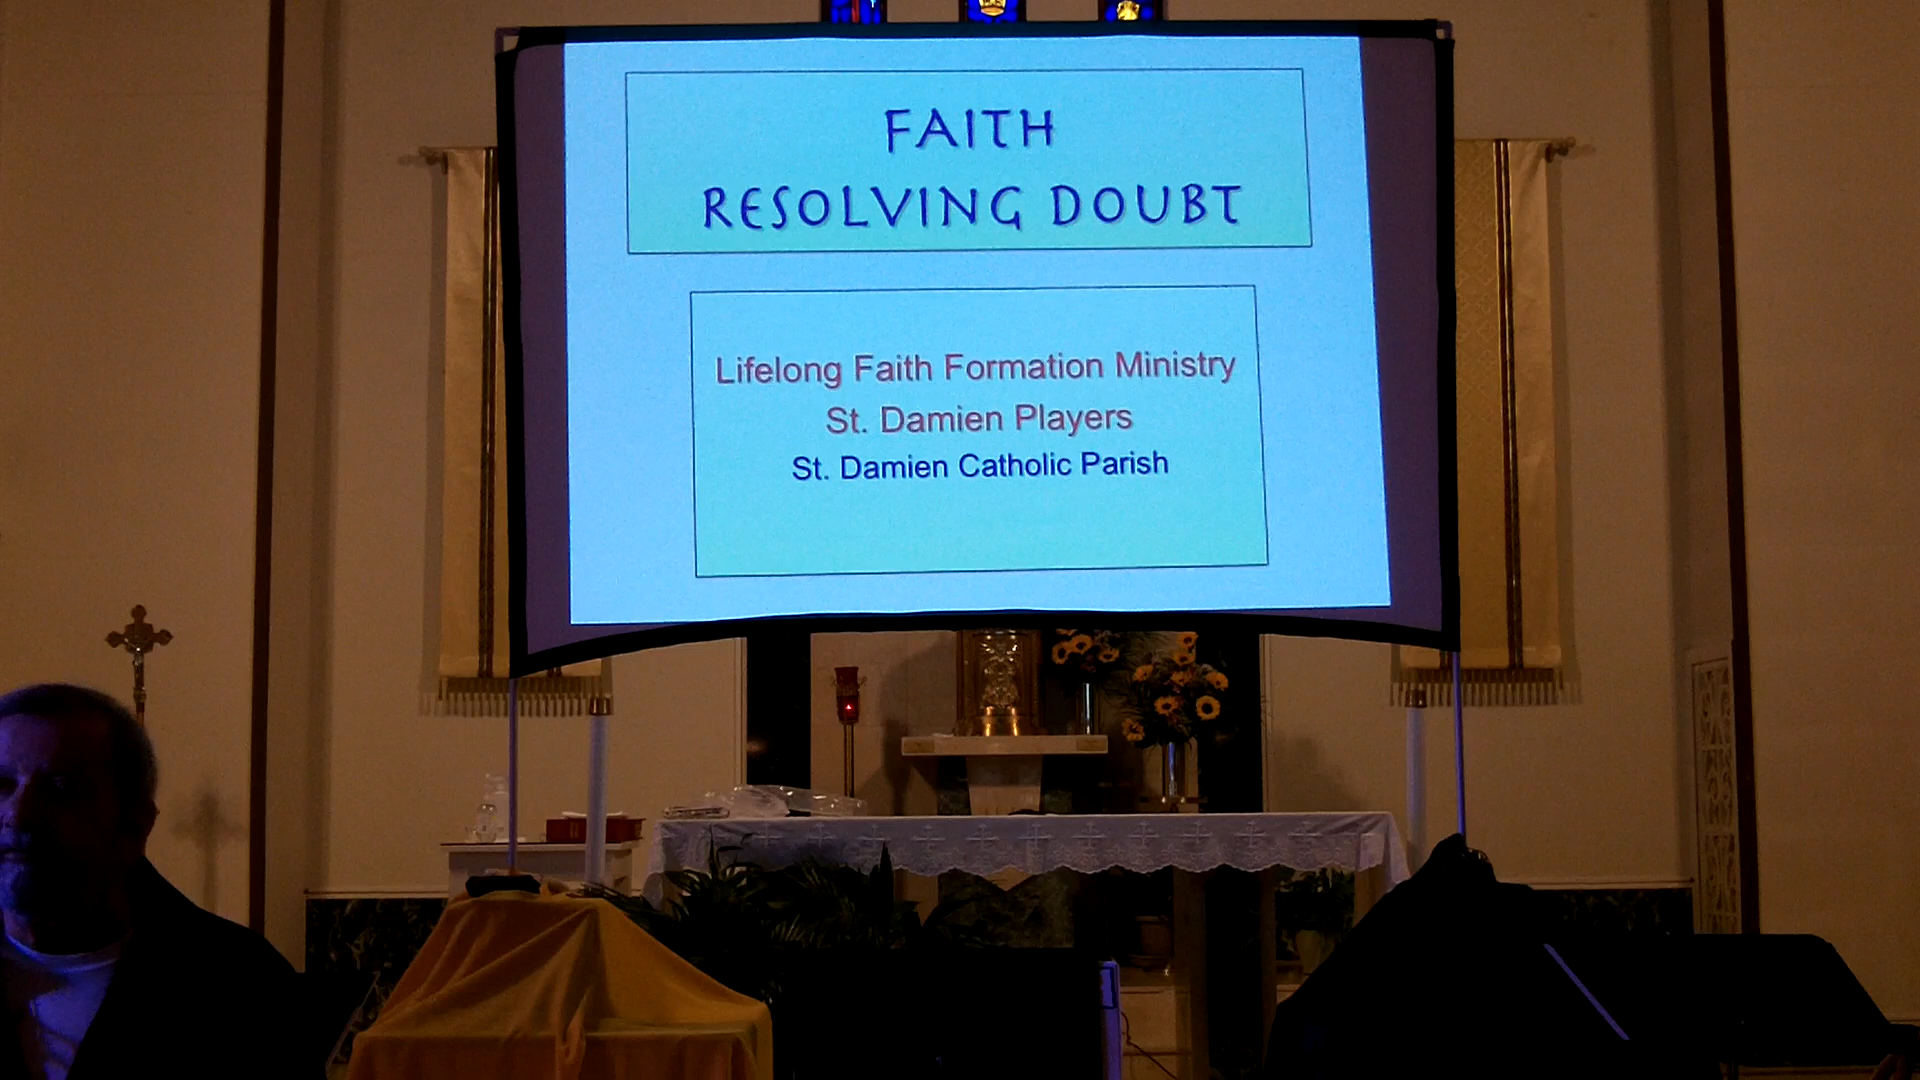 FAITH
RESOLVING DOUBT
Lifelong Faith Formation Ministry
St. Damien Players
St. Damien Catholic Parish